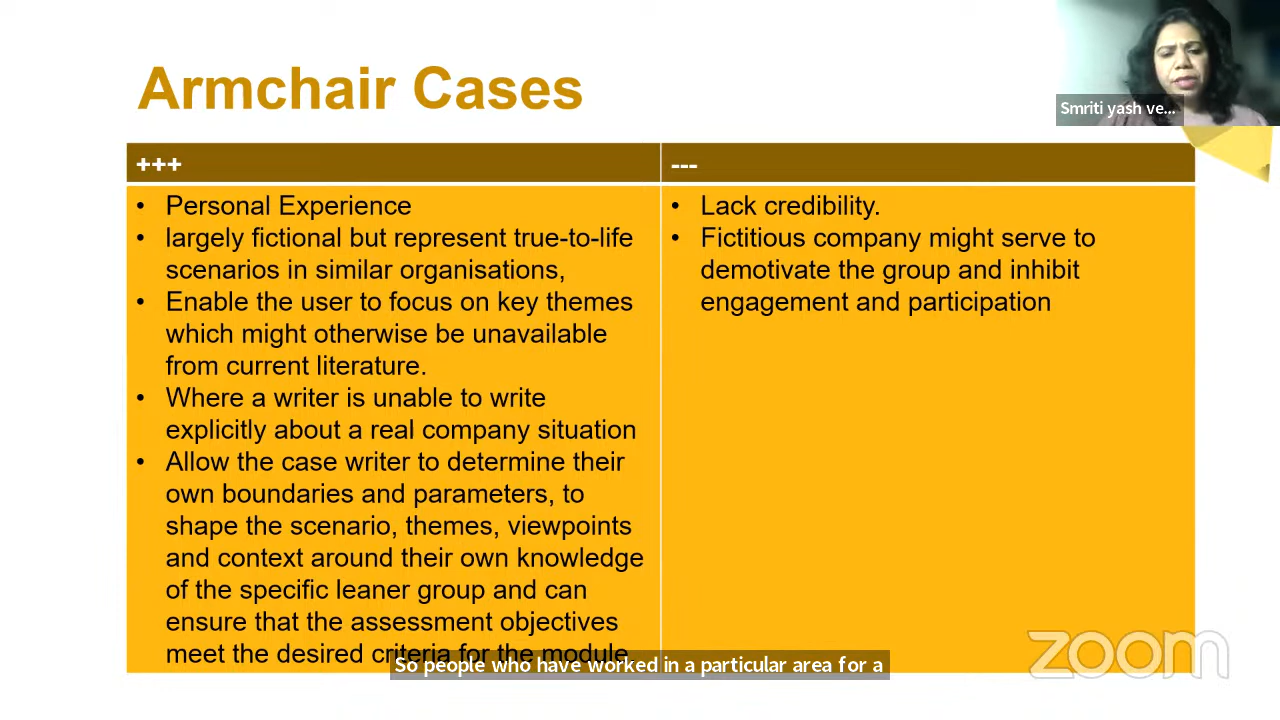 Armchair Cases
Smriti yash ve...
+++
• Personal Experience
• largely fictional but represent true-to-life
scenarios in similar organisations,
• Enable the user to focus on key themes
which might otherwise be unavailable
from current literature.
• Where a writer is unable to write
explicitly about a real company situation
• Allow the case writer to determine their
own boundaries and parameters, to
shape the scenario, themes, viewpoints
and context around their own knowledge
of the specific leaner group and can
ensure that the assessment objectives
meet the desired criteria for the module
---
• Lack credibility.
• Fictitious company might serve to
demotivate the group and inhibit
engagement and participation
So people who have worked in a particular area for a
zoom